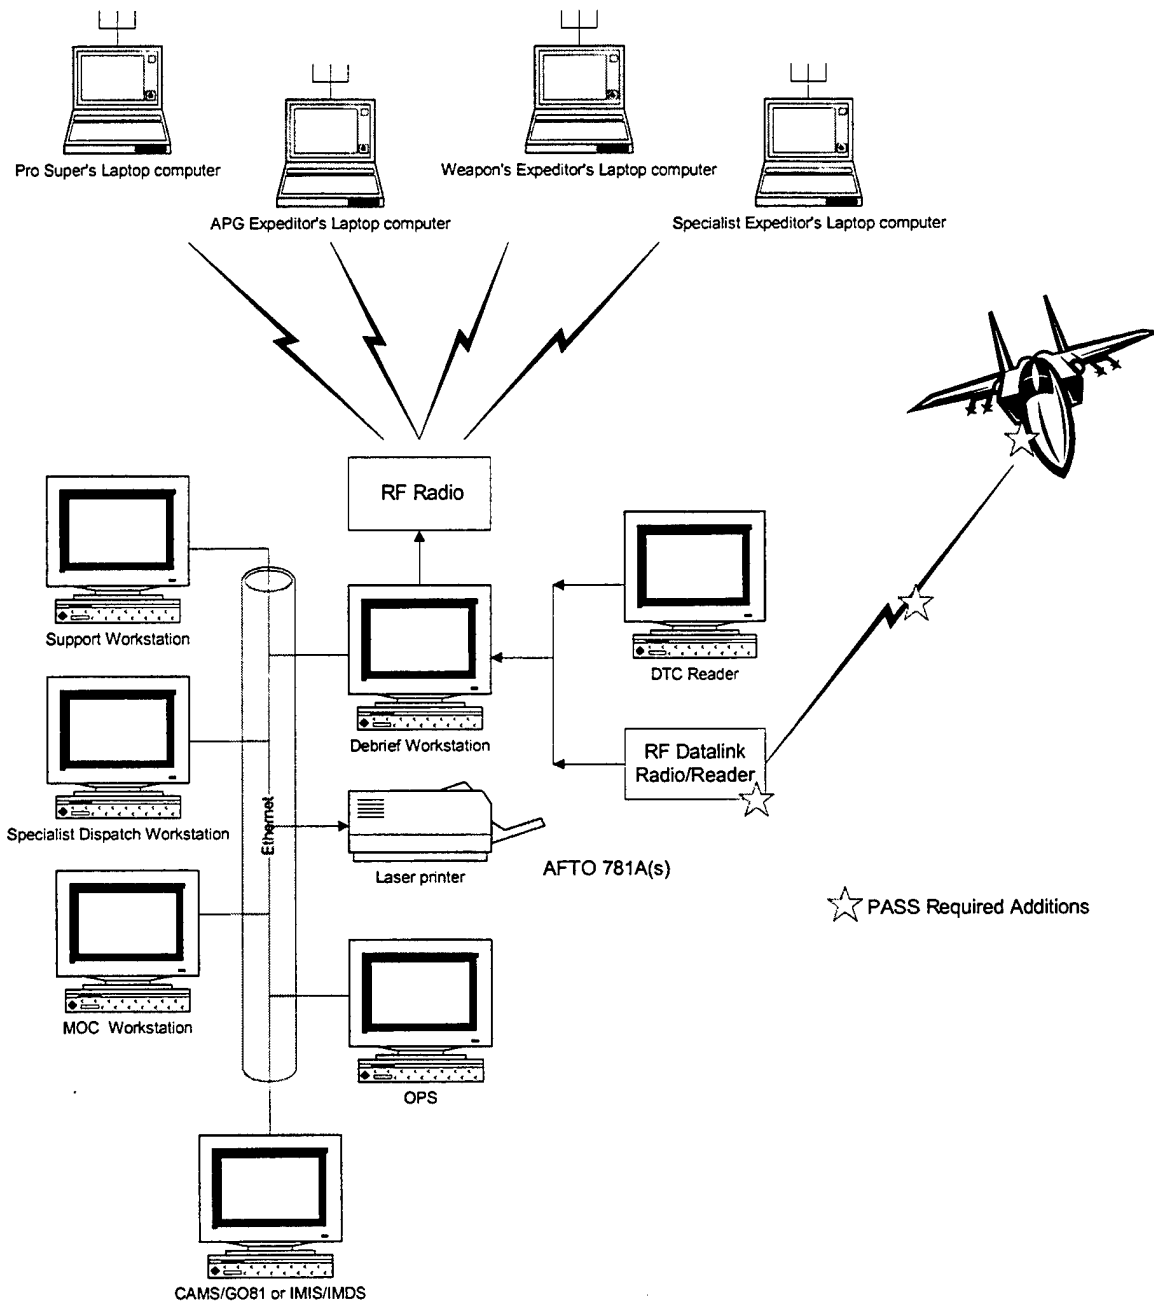 Pro Super's Laptop computer
Weapon's Expeditor's Laptop computer
APG Expeditor's Laptop computer
Specialist Expeditor's Laptop computer
RF Radio
Support Workstation
DTC Reader
Debrief Workstation
RF Datalink
Radio/Reader
Specialist Dispatch Workstation
Ethernet
Laser printer
AFTO 781A(s)
PASS Required Additions
MOC Workstation
OPS
CAMS/GO81 or IMIS/IMDS